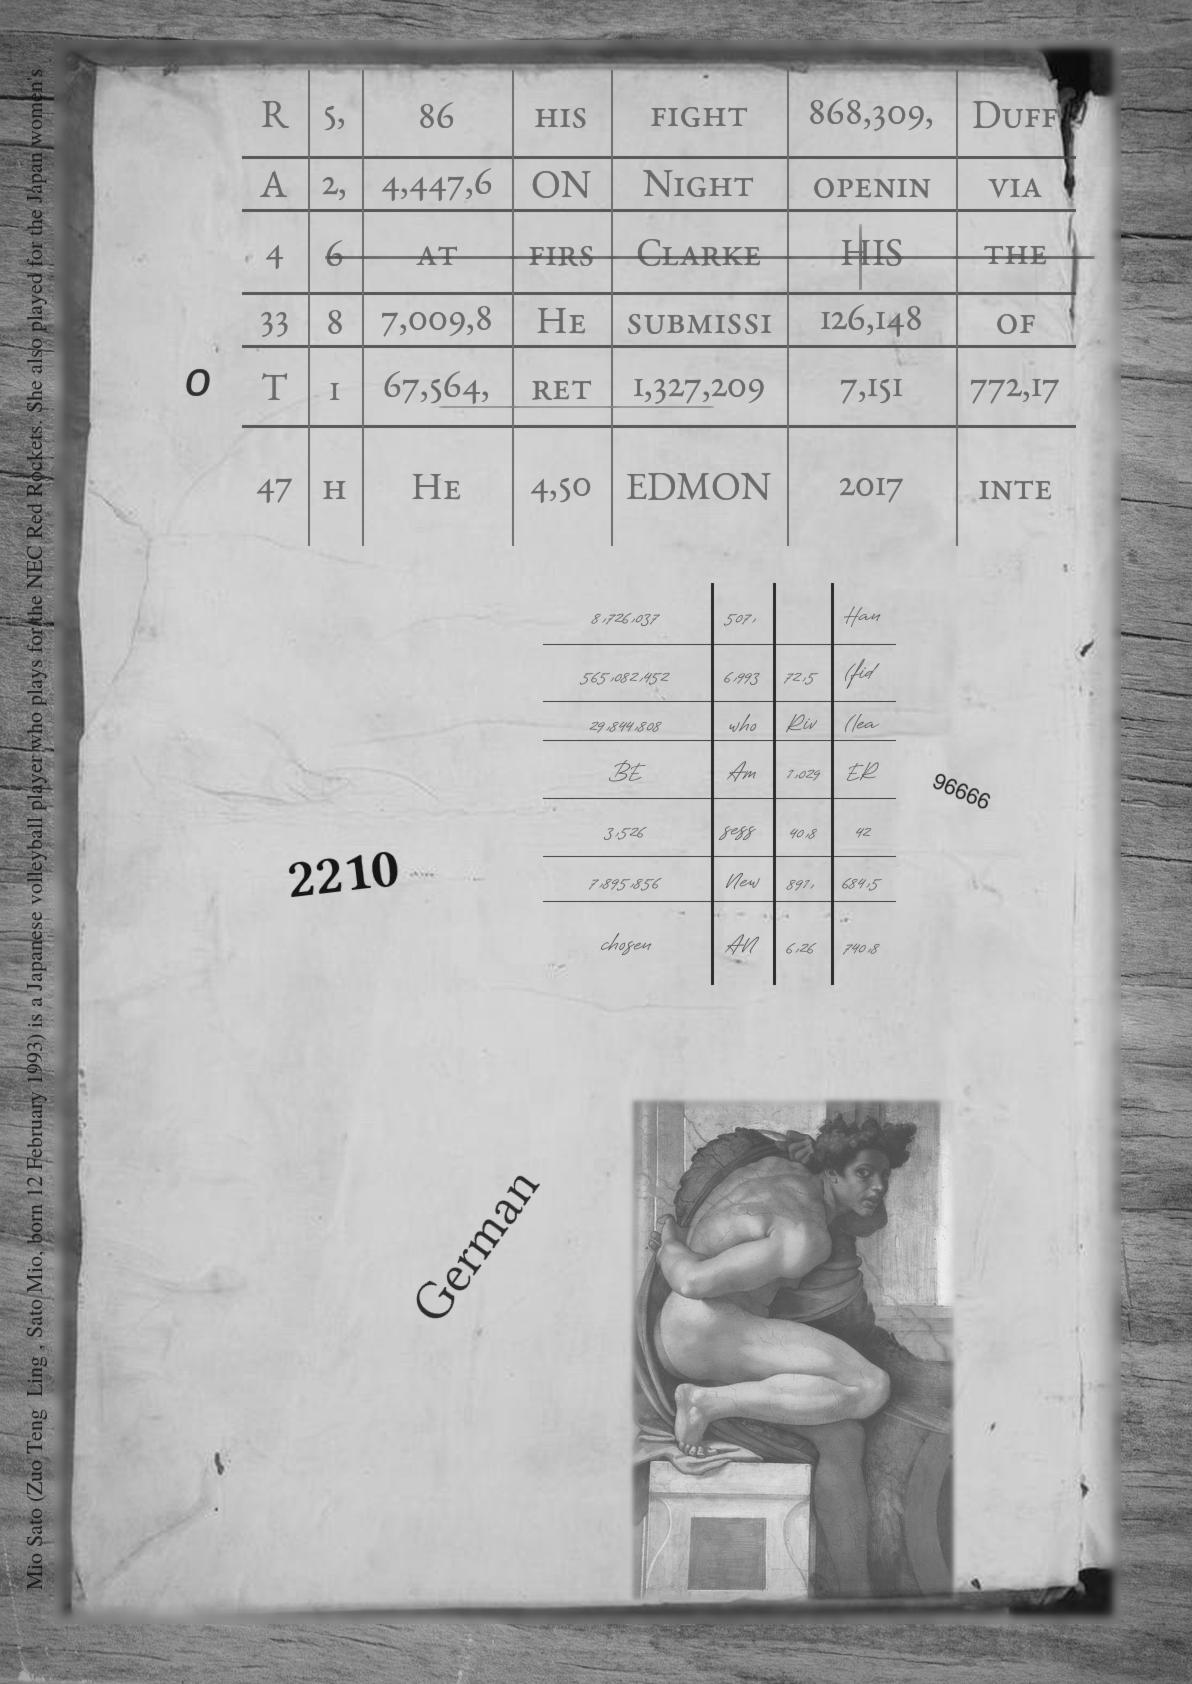 Mio Sato (Zuo Teng Ling , Sato Mio, born 12 February 1993) is a Japanese volleyball player who plays for the NEC Red Rockets. She also played for the Japan women's
R 5, 86 HIS FIGHT 868,309, DUFF
A 2, 4,447,6 ON NIGHT OPENIN VIA
4 6 AT FIRS CLARKE HIS THE
33 8 7,009,8 HE SUBMISSI 126,148 OF
O
T 1 67,564, RET 1,327,209 7,151 772,17
47 H HE 4,50 EDMON 2017 INTE
8,726,037 507, Han
565,082,452 6,993 72,5 (fid
29,844,808 who Riv (lea
BE Am 1,029 ER
3,526 40,8 42
7,895,856 New 891, 684,5
chosen AN 6,26 740,8
96666
2210
German